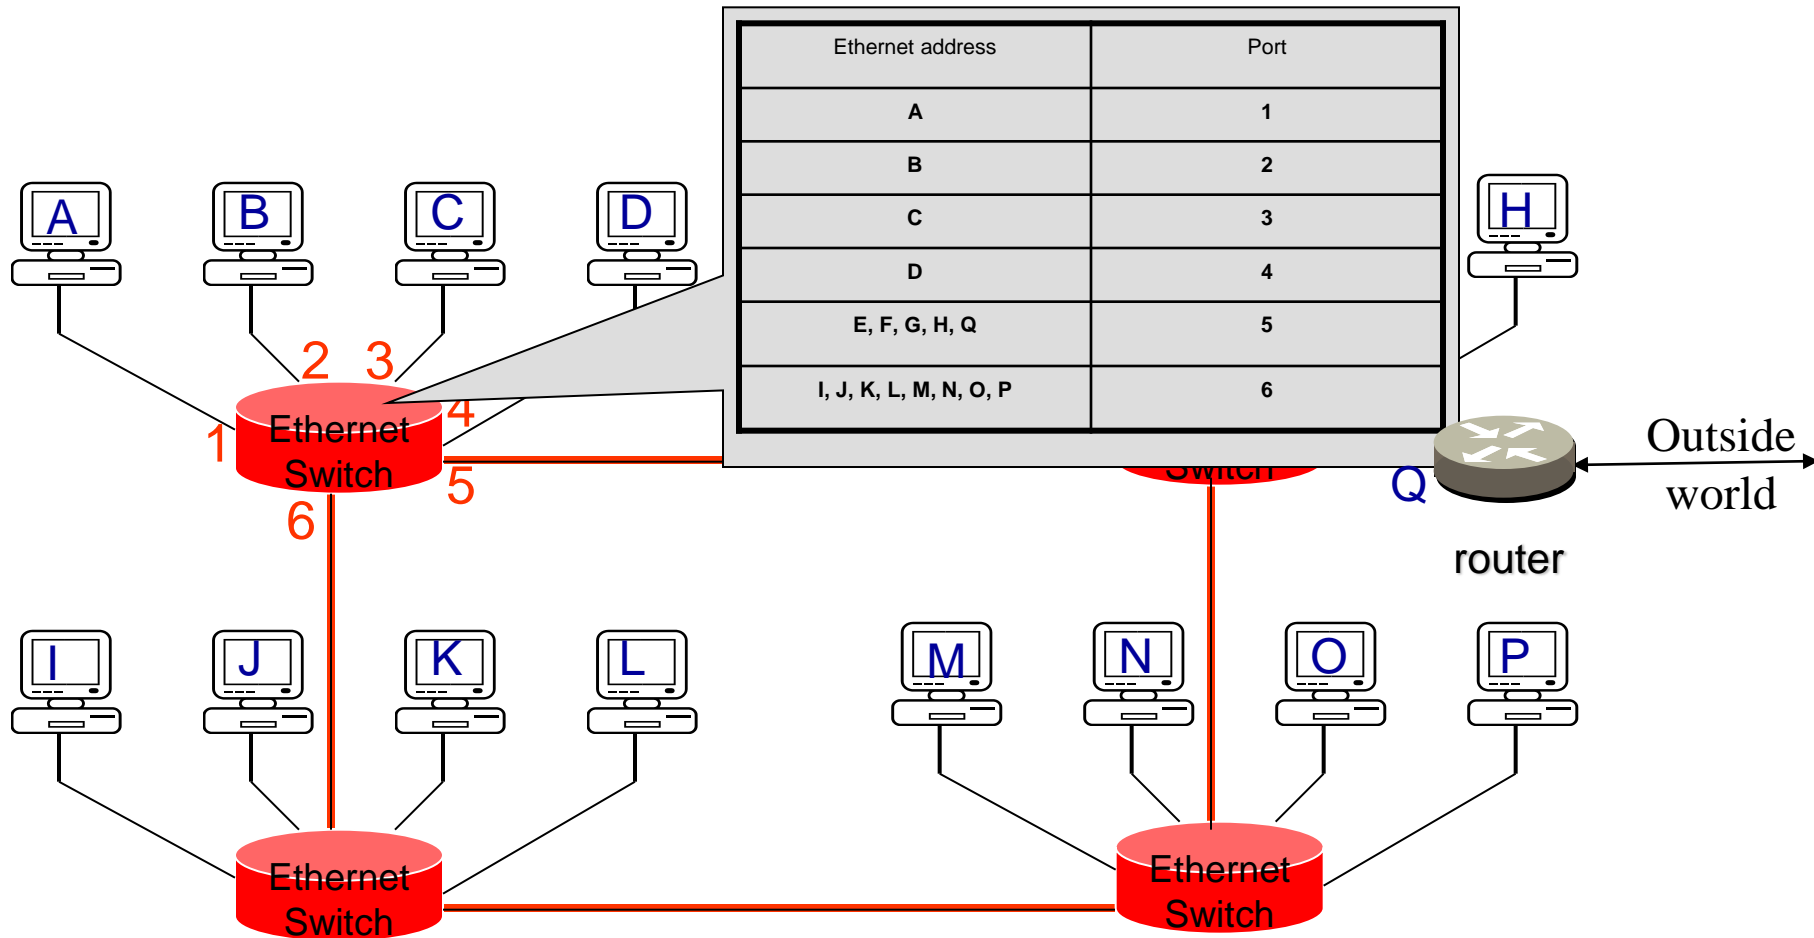 Ethernet address Port
A 1
B 2
C 3
D 4
E, F, G, H, Q 5
I, J, K, L, M, N, O, P 6
A B C D H
2 3
4
1
Ethernet
Switch
5
6
Switch
Q
Outside
world
router
I J K L M N O P
Ethernet
Switch
Ethernet
Switch